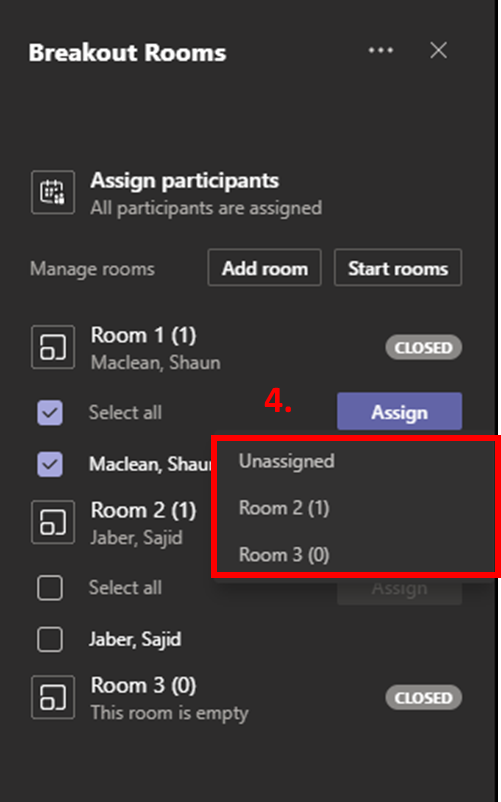 Breakout Rooms
Assign participants
All participants are assigned
Manage rooms Add room Start rooms
Room 1 (1)
CLOSED
Maclean, Shaun
4.
Select all Assign
Unassigned
Maclean, Shaun
Room 2 (1) Room 2 (1)
Jaber, Sajid
Room 3 (0)
Select all Assign
Jaber, Sajid
Room 3 (0)
CLOSED
This room is empty